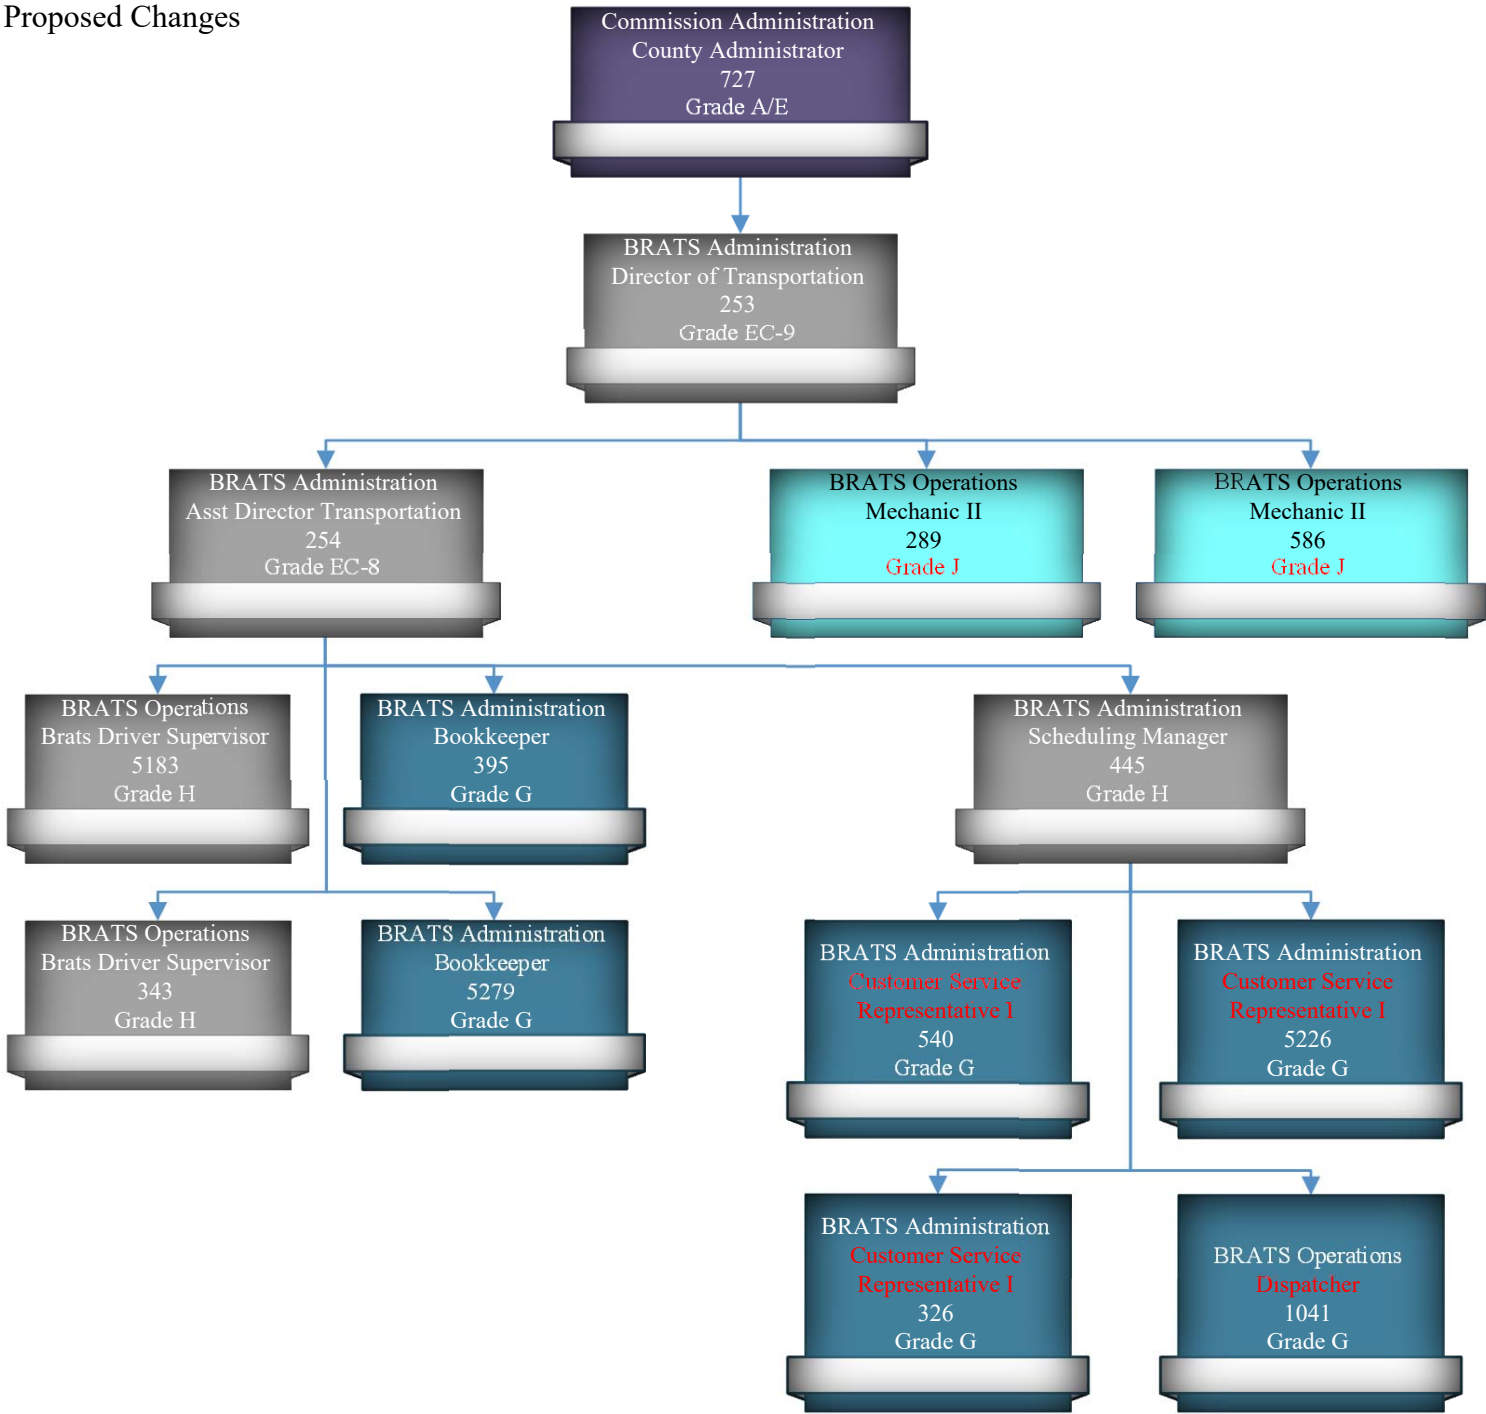 Proposed Changes
Commission Administration
County Administrator
727
Grade A/E
BRATS Administration
Director of Transportation
253
Grade EC-9
BRATS Administration
Asst Director Transportation
254
Grade EC-8
BRATS Operations
Mechanic II
289
Grade J
BRATS Operations
Mechanic II
586
Grade J
BRATS Operations
Brats Driver Supervisor
5183
Grade H
BRATS Administration
Bookkeeper
395
Grade G
BRATS Administration
Scheduling Manager
445
Grade H
BRATS Operations
Brats Driver Supervisor
343
Grade H
BRATS Administration
Bookkeeper
5279
Grade G
BRATS Administration
Customer Service
Representative I
540
Grade G
BRATS Administration
Customer Service
Representative I
5226
Grade G
BRATS Administration
Customer Service
Representative I
326
Grade G
BRATS Operations
Dispatcher
1041
Grade G